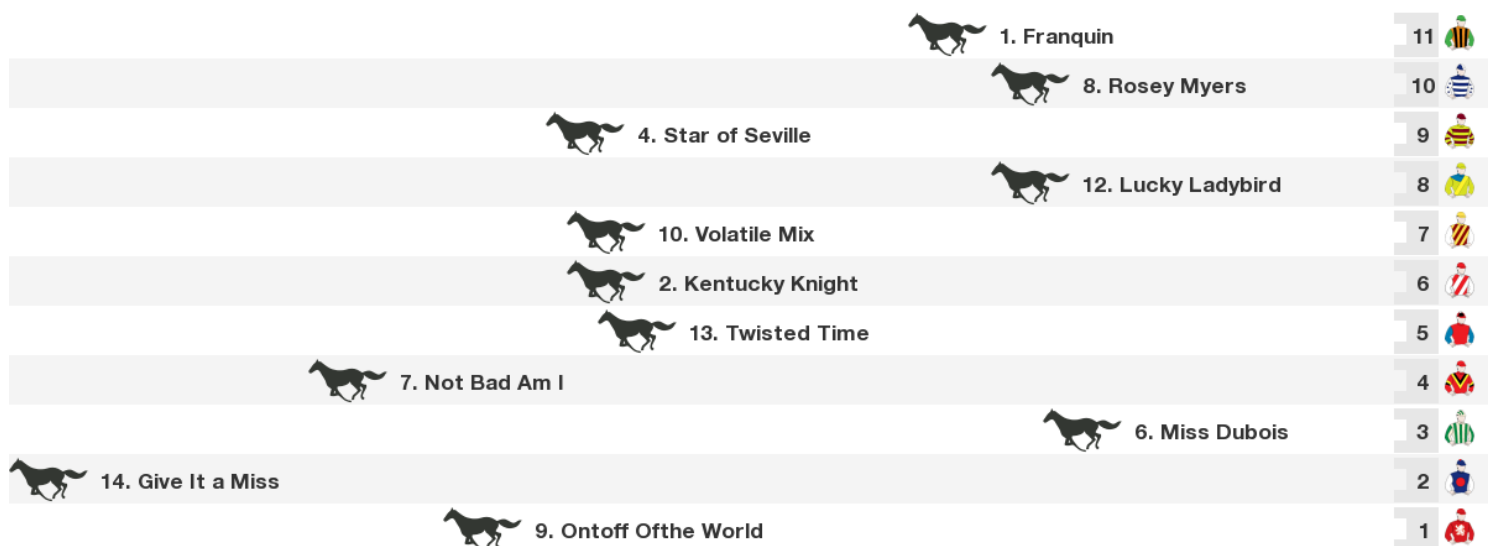 1. Franquin 11
8. Rosey Myers 10
4. Star of Seville 9
12. Lucky Ladybird 8
10. Volatile Mix 7
2. Kentucky Knight 6
13. Twisted Time 5
7. Not Bad Am I 4
6. Miss Dubois 3
14. Give It a Miss 2
9. Ontoff Ofthe World 1